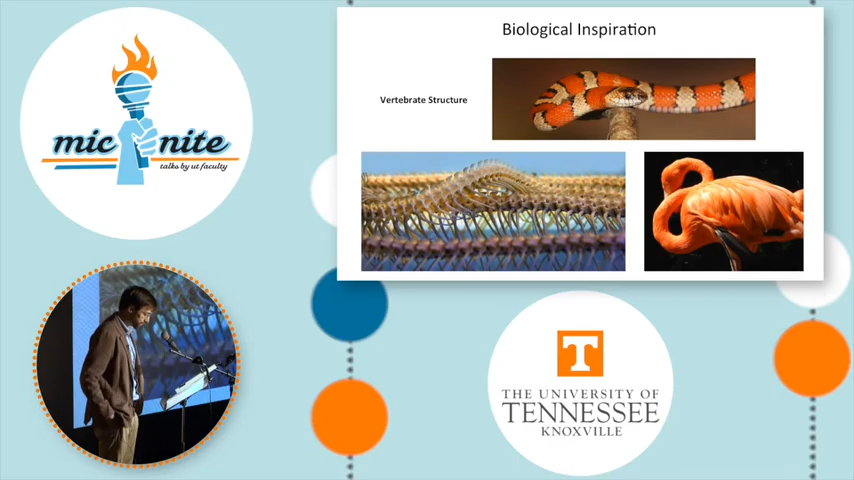 mic nite
talks by ut faculty
Biological Inspiration
Vertebrate Structure
T
THE UNIVERSITY OF
TENNESSEE
KNOXVILLE